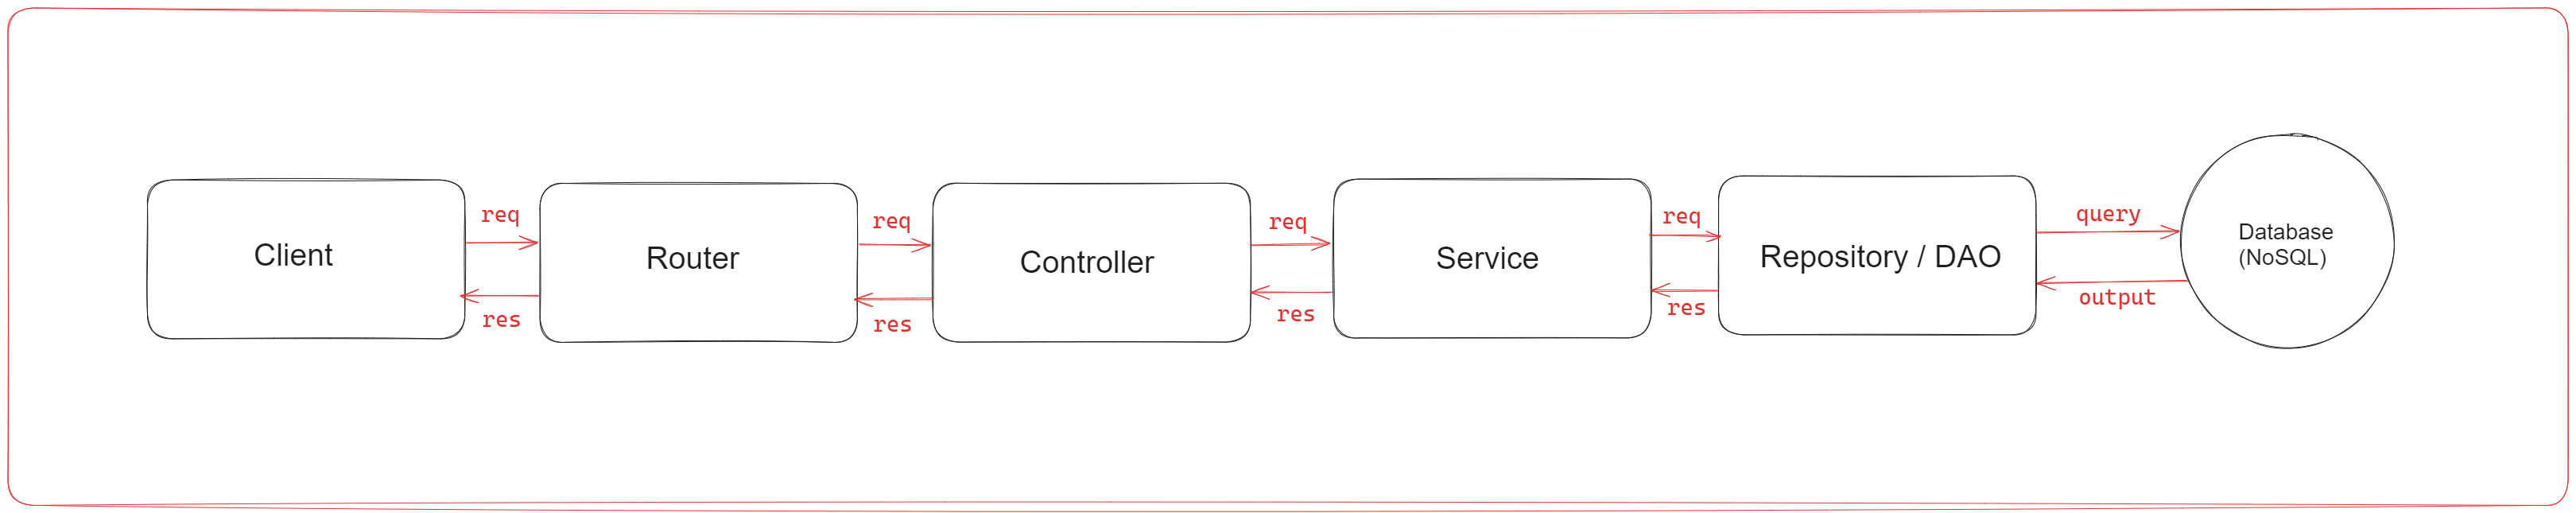 Client
req
res
Router
req
res
Controller
req
res
Service
req
res
Repository / DAO
query
output
Database
(NoSQL)